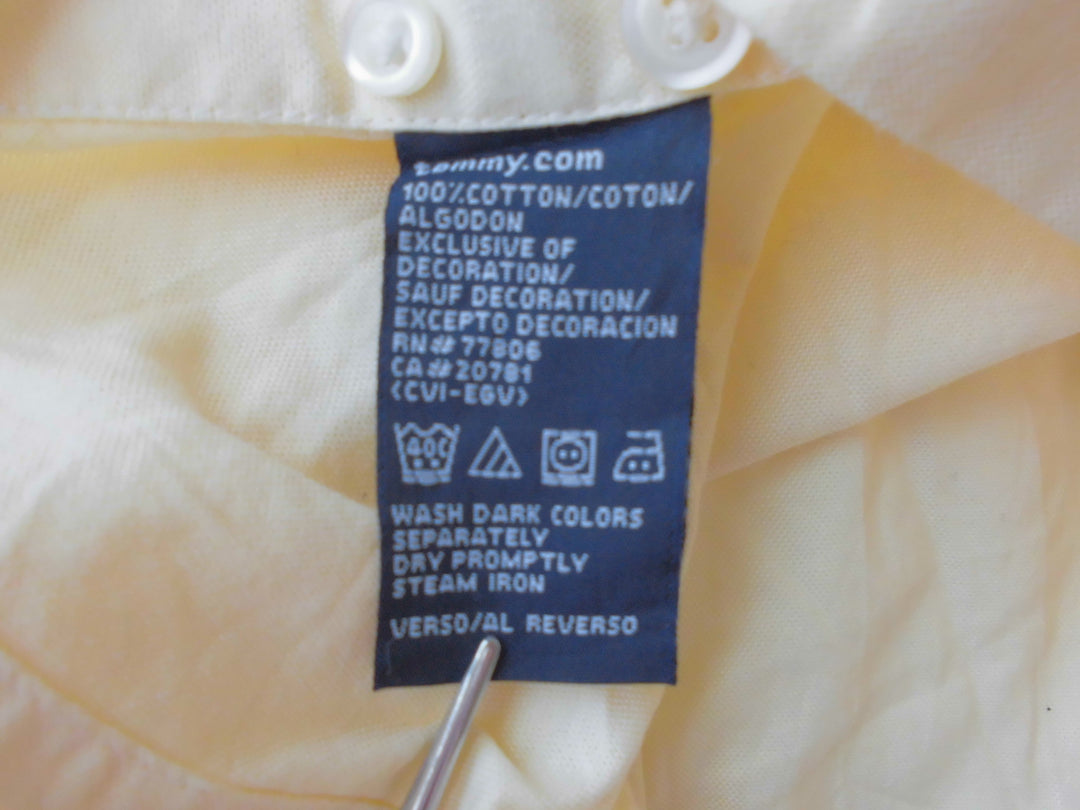 tommy.com
100%COTTON/COTON/
ALGODON
EXCLUSIVE OF
DECORATION/
SAUF DECORATION/
EXCEPTO DECORACION
RN# 77806
CA# 20781
(CVI-EGV)
40C
WASH DARK COLORS
SEPARATELY
DRY PROMPTLY
STEAM IRON
VERSO/AL REVERSO